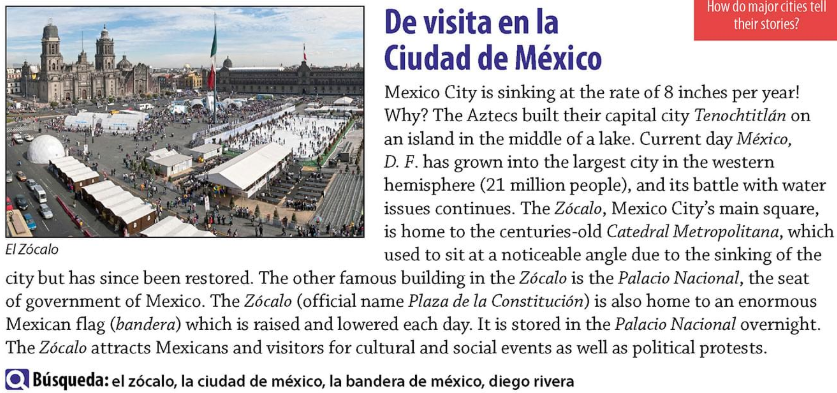 How do major cities tell
their stories?
De visita en la
Ciudad de México
Mexico City is sinking at the rate of 8 inches per year!
Why? The Aztecs built their capital city Tenochtitlán on
an island in the middle of a lake. Current day México,
D. F. has grown into the largest city in the western
hemisphere (21 million people), and its battle with water
issues continues. The Zócalo, Mexico City's main square,
is home to the centuries-old Catedral Metropolitana, which
used to sit at a noticeable angle due to the sinking of the
El Zócalo
city but has since been restored. The other famous building in the Zócalo is the Palacio Nacional, the seat
of government of Mexico. The Zócalo (official name Plaza de la Constitución) is also home to an enormous
Mexican flag (bandera) which is raised and lowered each day. It is stored in the Palacio Nacional overnight.
The Zócalo attracts Mexicans and visitors for cultural and social events as well as political protests.
Búsqueda: el zócalo, la ciudad de méxico, la bandera de méxico, diego rivera